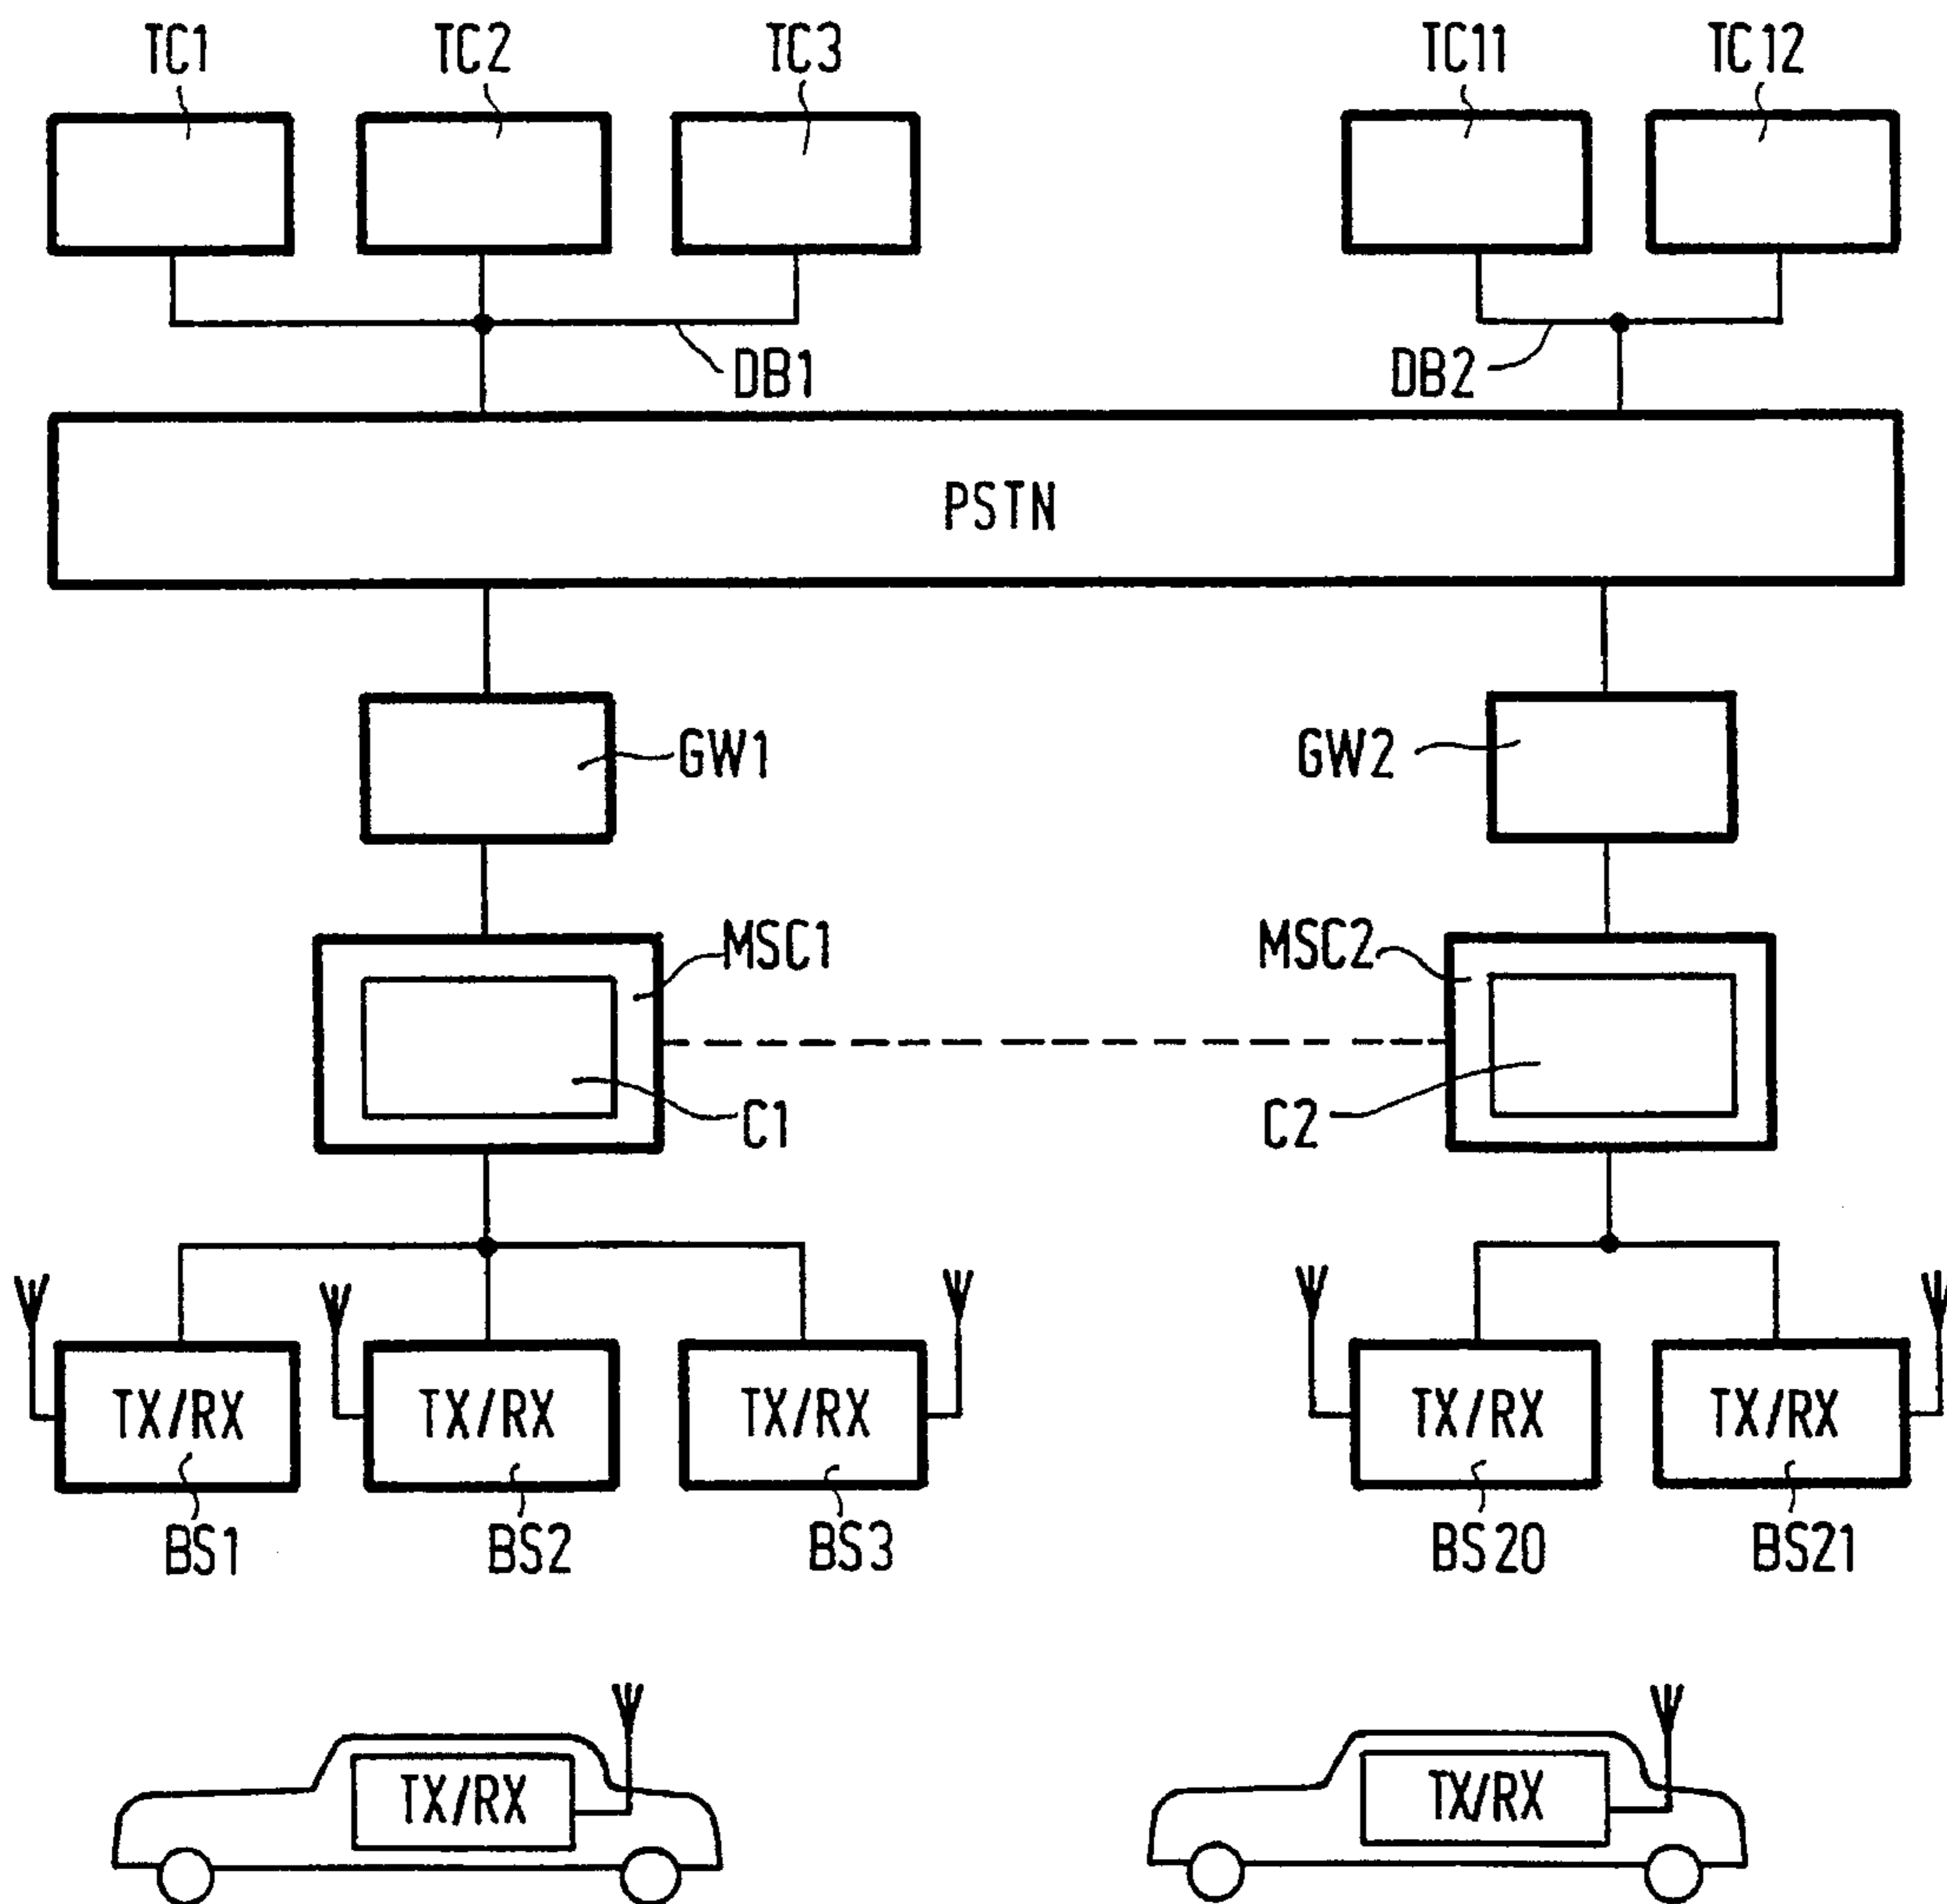 TC1 TC2 TC3 TC11 TC12
DB1 DB2
PSTN
GW1 GW2
MSC1 MSC2
C1 C2
TX/RX TX/RX TX/RX TX/RX TX/RX
BS1 BS2 BS3 BS20 BS21
TX/RX TX/RX